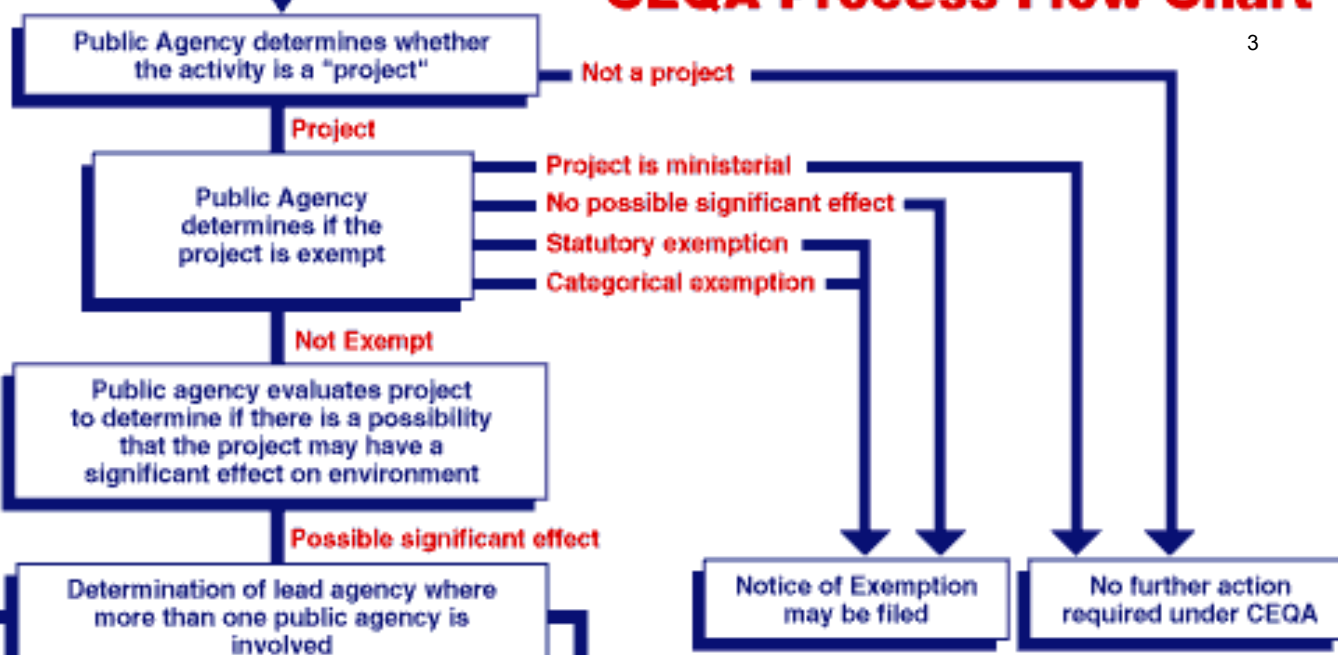 CEQA Process Flow Chart
3
Public Agency determines whether
the activity is a "project"
Not a project
Project
Public Agency
determines if the
project is exempt
Project is ministerial
No possible significant effect
Statutory exemption
Categorical exemption
Not Exempt
Public agency evaluates project
to determine if there is a possibility
that the project may have a
significant effect on environment
Possible significant effect
Determination of lead agency where
more than one public agency is
involved
Notice of Exemption
may be filed
No further action
required under CEQA